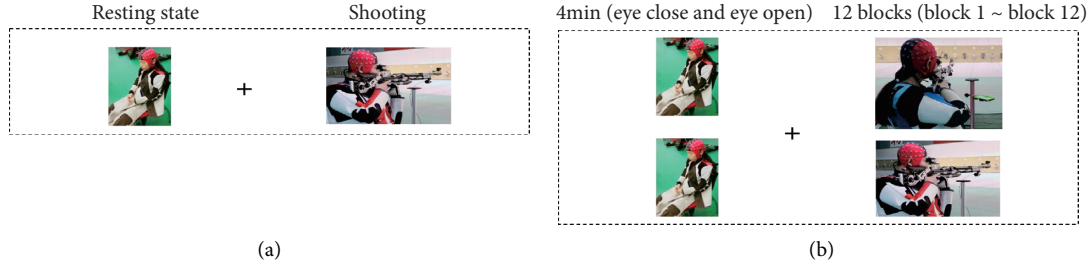 Resting state
Shooting
+
(a)
4min (eye close and eye open)
12 blocks (block 1 ~ block 12)
+
(b)